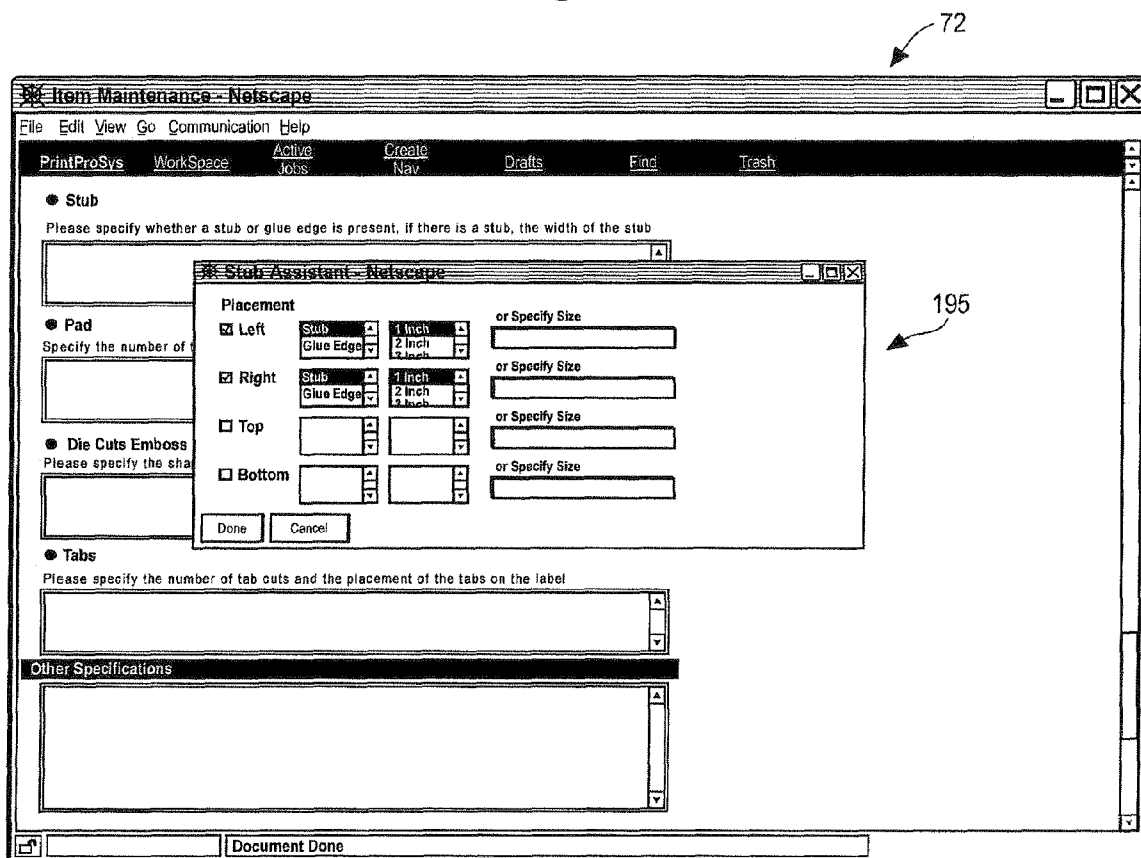 72
Item Maintenance - Netscape
File Edit View Go Communication Help
PrintProSys WorkSpace Active Jobs Create Nav Drafts Find Trash
Stub
Please specify whether a stub or glue edge is present, if there is a stub, the width of the stub
Stub Assistant - Netscape
195
Placement
Left Stub 1 Inch or Specify Size
Glue Edge 2 Inch
3 Inch
Pad
Specify the number of
Right Stub 1 Inch or Specify Size
Glue Edge 2 Inch
3 Inch
Top or Specify Size
Die Cuts Emboss
Please specify the sha
Bottom or Specify Size
Done Cancel
Tabs
Please specify the number of tab cuts and the placement of the tabs on the label
Other Specifications
Document Done